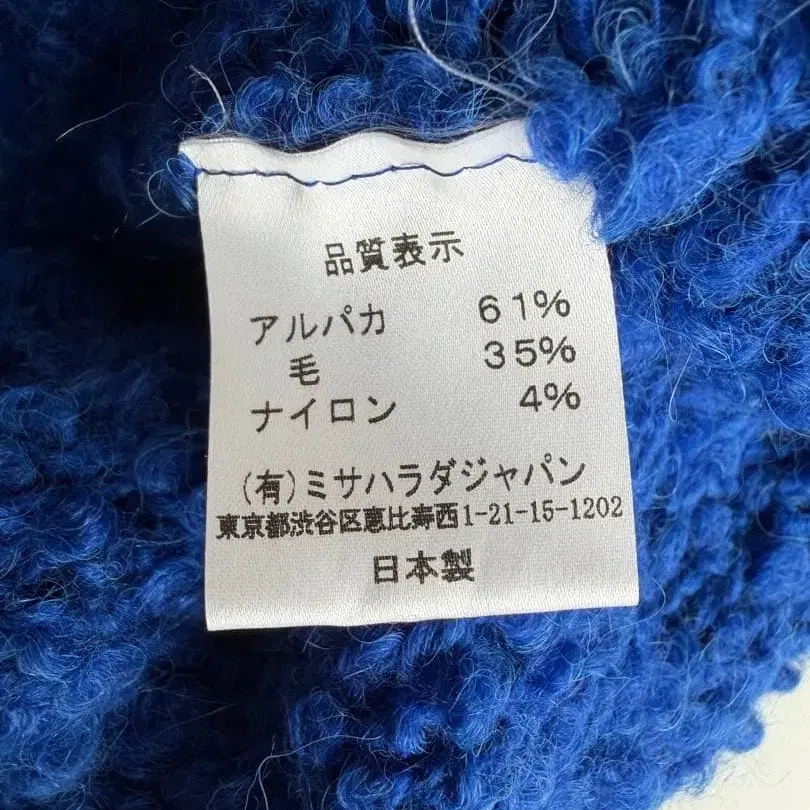 品質表示
アルパカ 61%
毛 35%
ナイロン 4%
(有)ミサハラダジャパン
東京都渋谷区恵比寿西1-21-15-1202
日本製